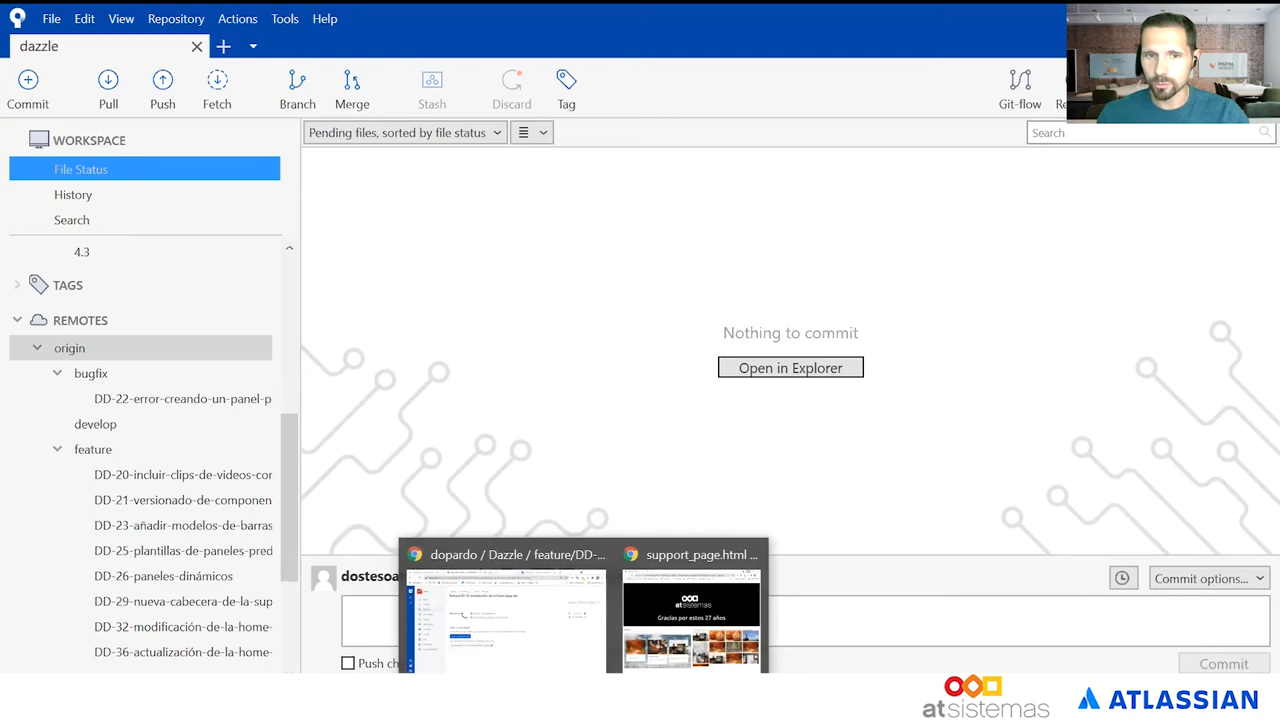 File Edit View Repository Actions Tools Help
dazzle
Commit Pull Push Fetch Branch Merge Stash Discard Tag Git-flow
WORKSPACE
File Status
History
Search
4.3
TAGS
REMOTES
origin
bugfix
DD-22-error-creando-un-panel-p
develop
feature
DD-20-incluir-clips-de-videos-cor
DD-21-versionado-de-componen
DD-23-añadir-modelos-de-barras
DD-25-plantillas-de-paneles-pred
DD-26-paneles-dinámicos
DD-29-nueva-cabecera-de-la-sup
DD-32-modificación-de-la-home-
DD-36-actualización-de-la-home-
Pending files, sorted by file status
Search
Nothing to commit
Open in Explorer
dopardo / Dazzle / feature/DD-...
support_page.html ...
atsistemas
Gracias por estos 27 años
dostesoa
Commit options...
Push ch
Commit
atsistemas
ATLASSIAN